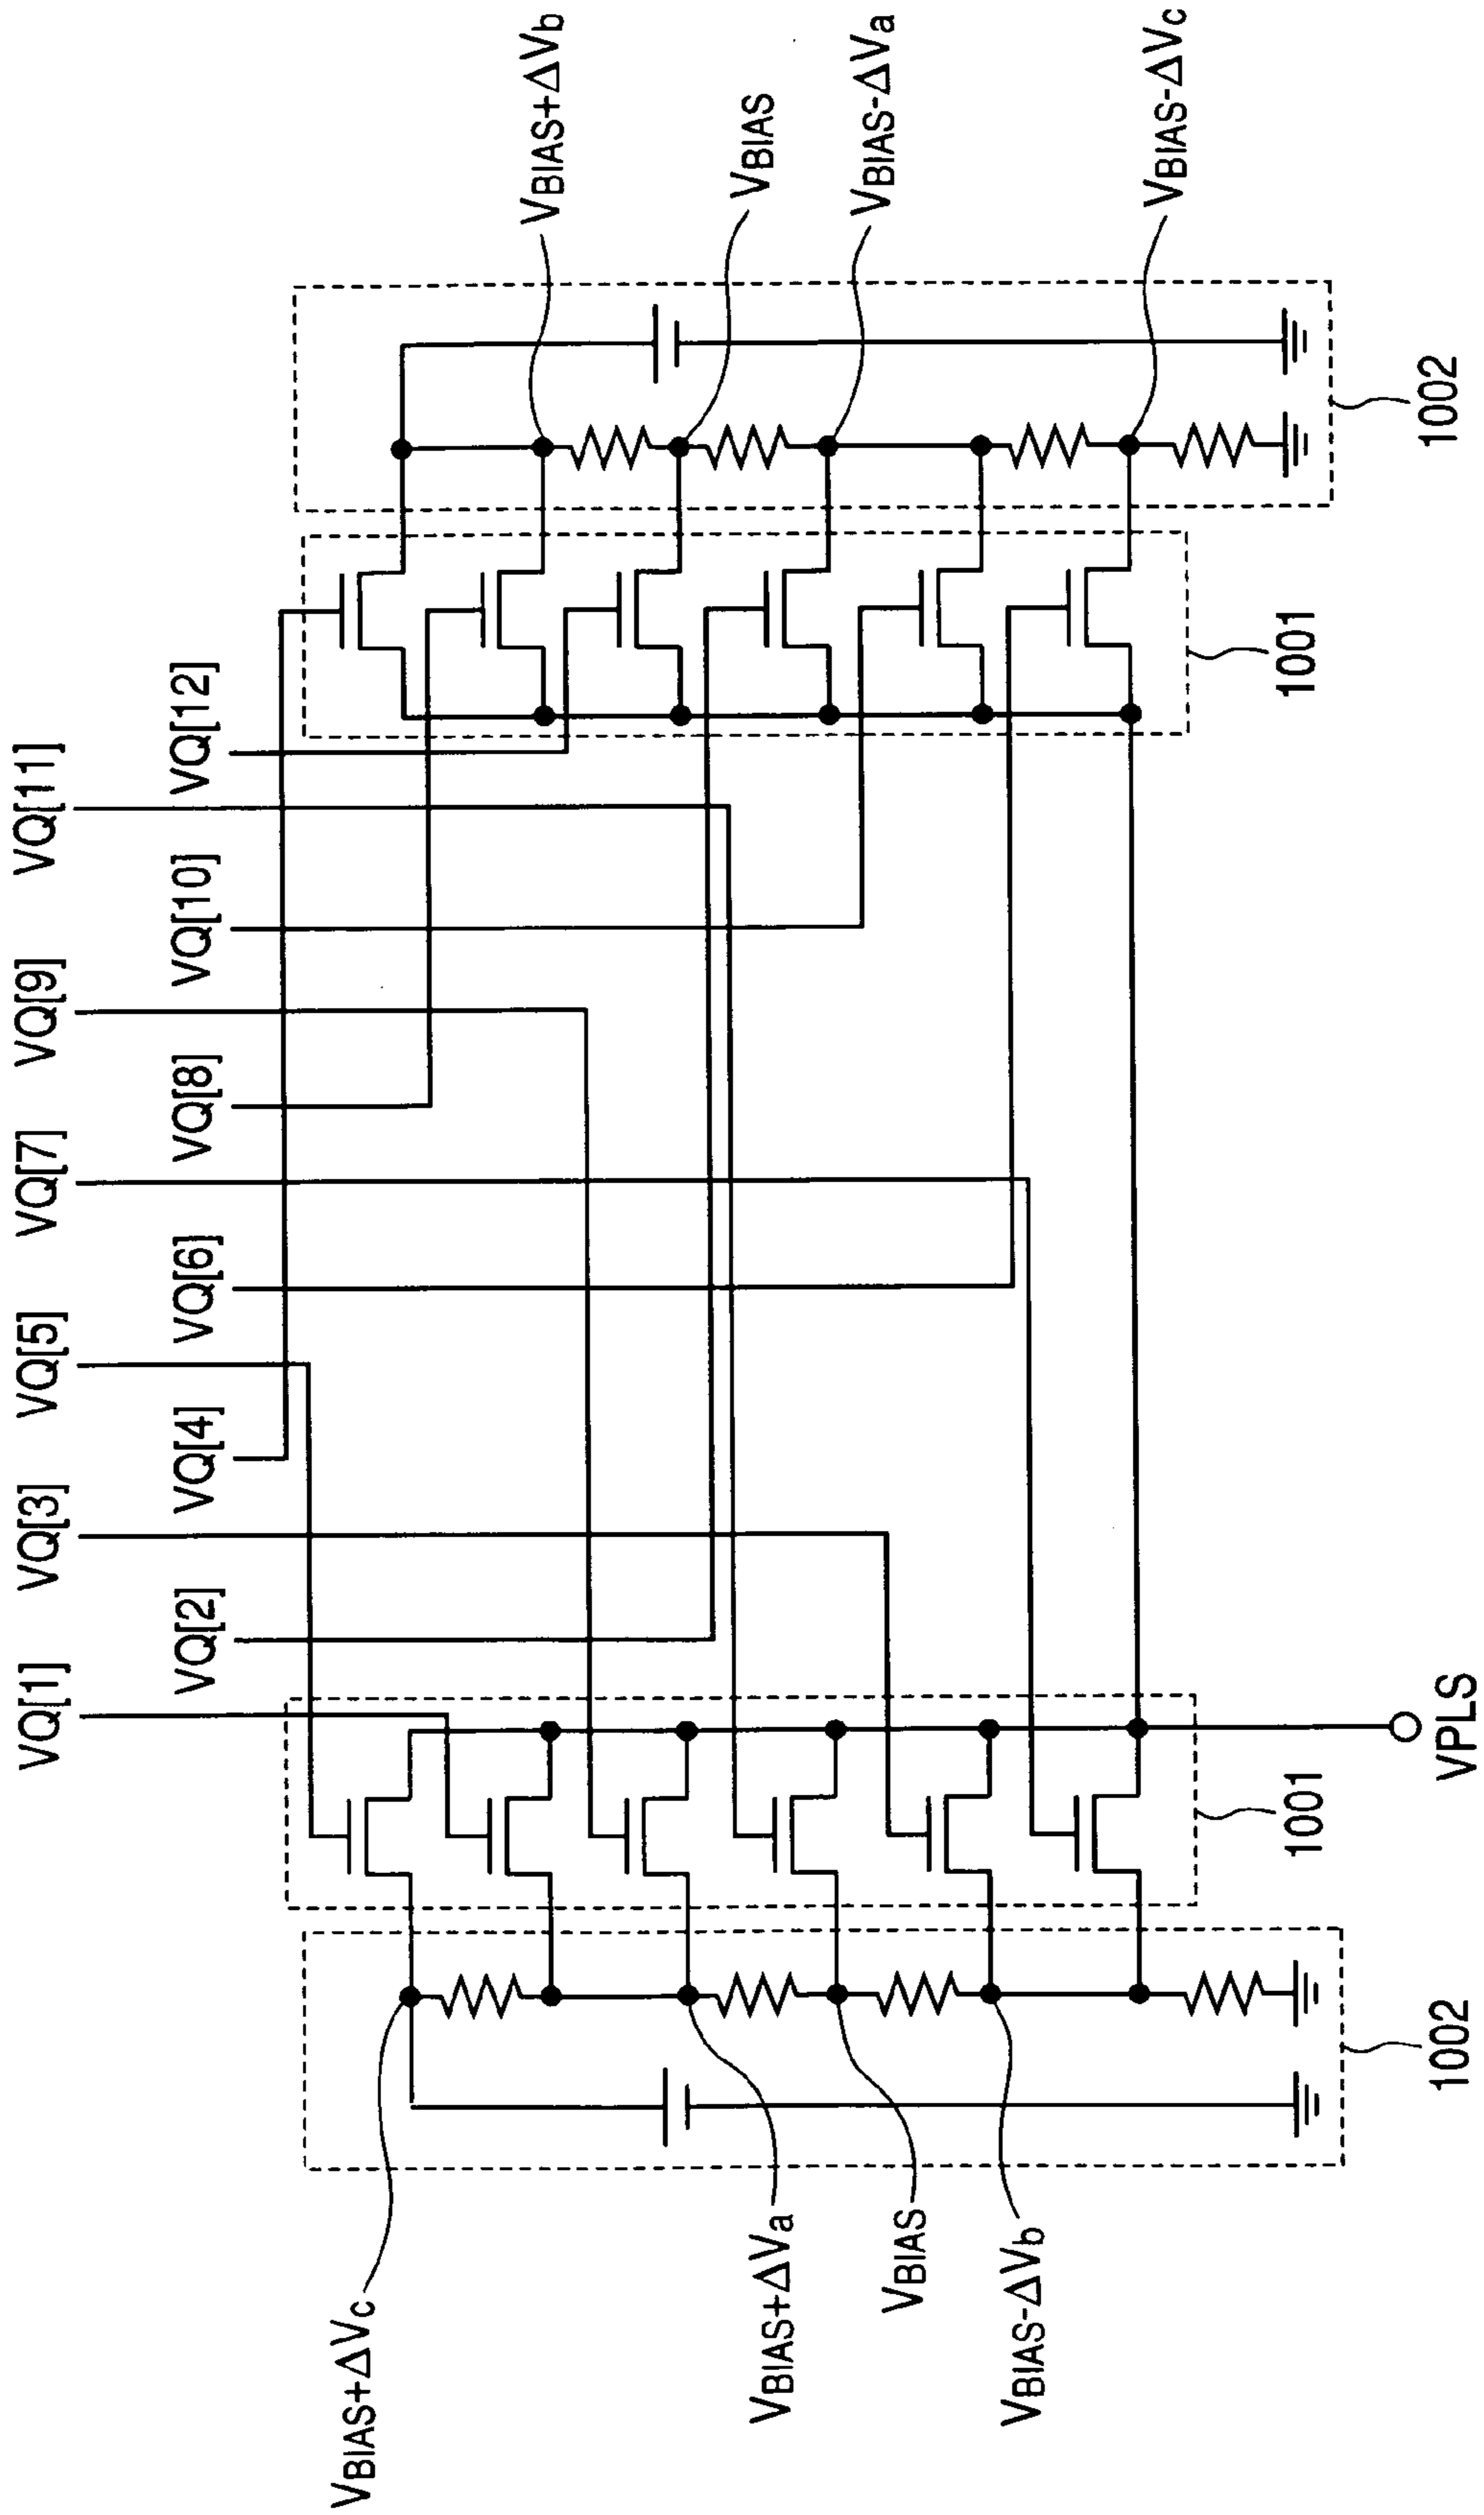 VQ[1]
VQ[3]
VQ[5]
VQ[7]
VQ[9]
VQ[11]
VQ[2]
VQ[4]
VQ[6]
VQ[8]
VQ[10]
VQ[12]
VBIAS+ΔVc
VBIAS+ΔVa
VBIAS
VBIAS-ΔVb
VBIAS+ΔVb
VBIAS
VBIAS-ΔVa
VBIAS-ΔVc
1002
1001
VPLS
1001
1002